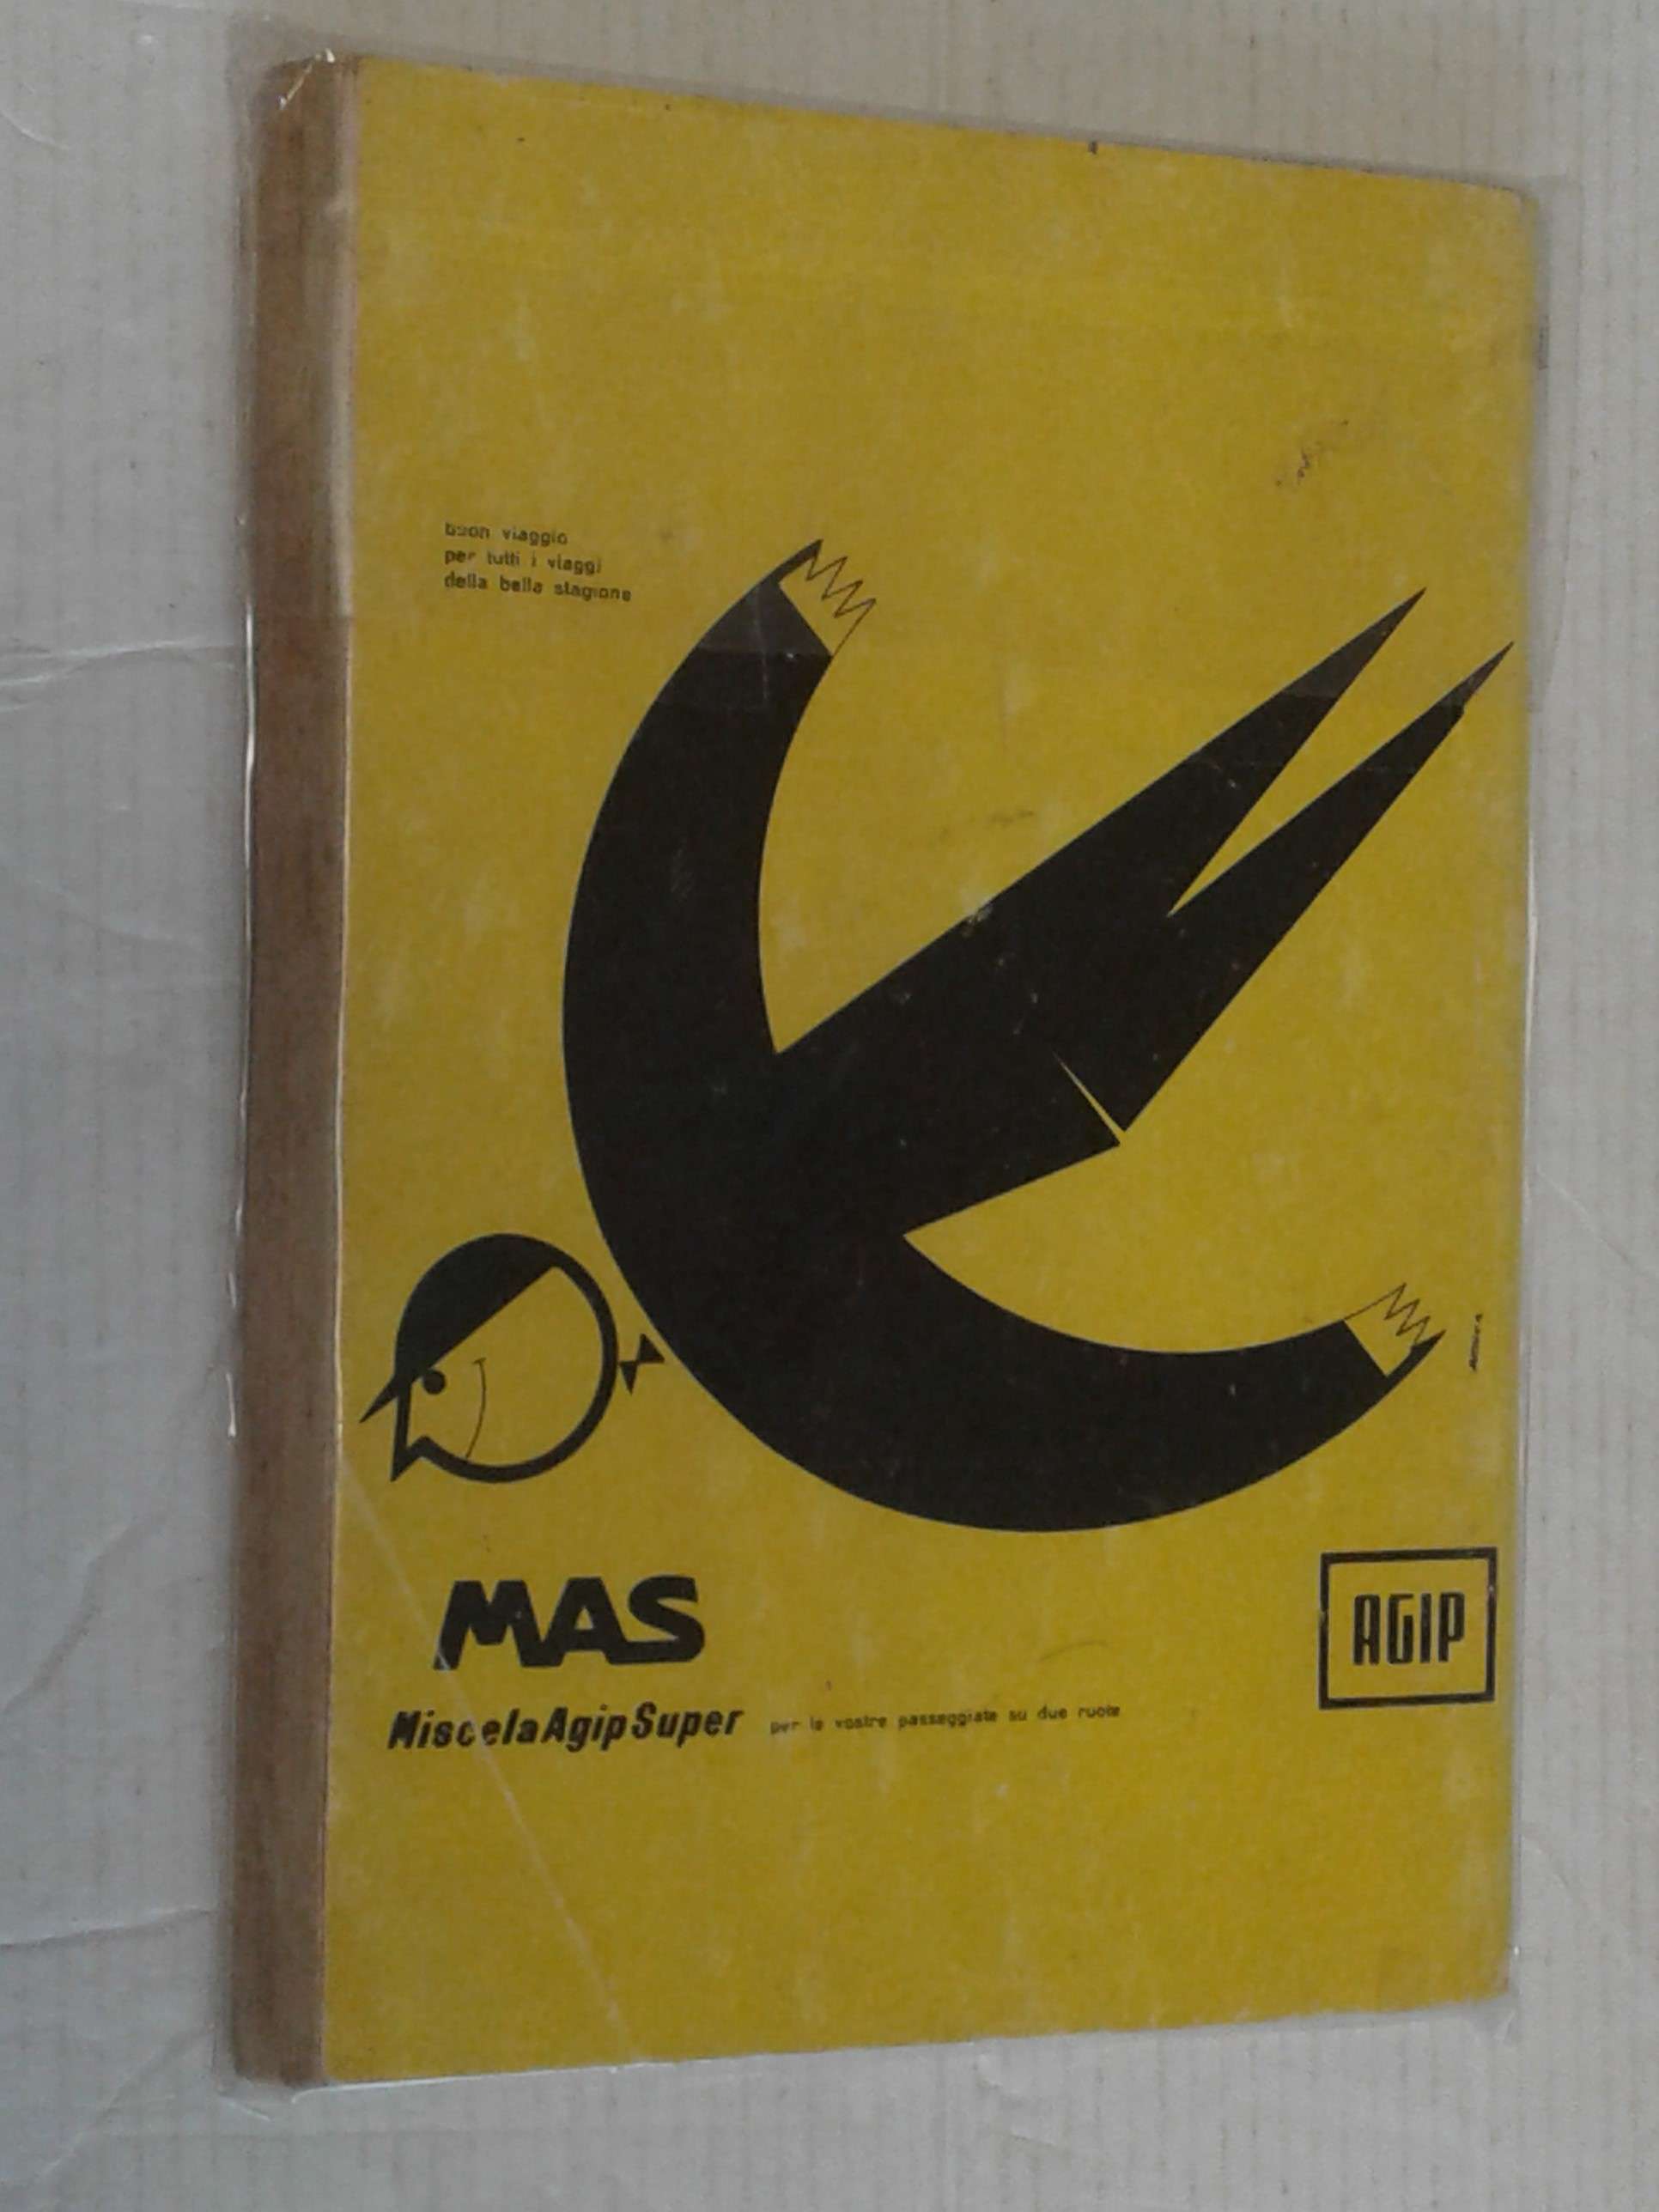 buon viaggio
per tutti i viaggi
della bella stagione
MAS
AGIP
MiscelaAgipSuper per le vostre passeggiate su due ruote